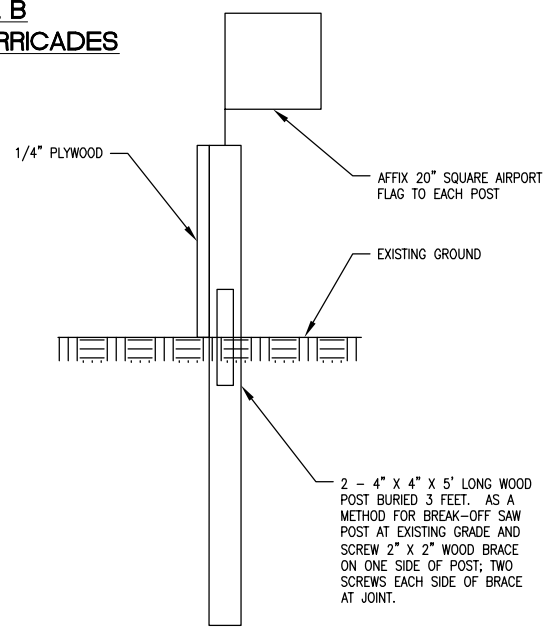 B
RRICADES
1/4" PLYWOOD
AFFIX 20" SQUARE AIRPORT
FLAG TO EACH POST
EXISTING GROUND
2 – 4" X 4" X 5' LONG WOOD
POST BURIED 3 FEET. AS A
METHOD FOR BREAK–OFF SAW
POST AT EXISTING GRADE AND
SCREW 2" X 2" WOOD BRACE
ON ONE SIDE OF POST; TWO
SCREWS EACH SIDE OF BRACE
AT JOINT.